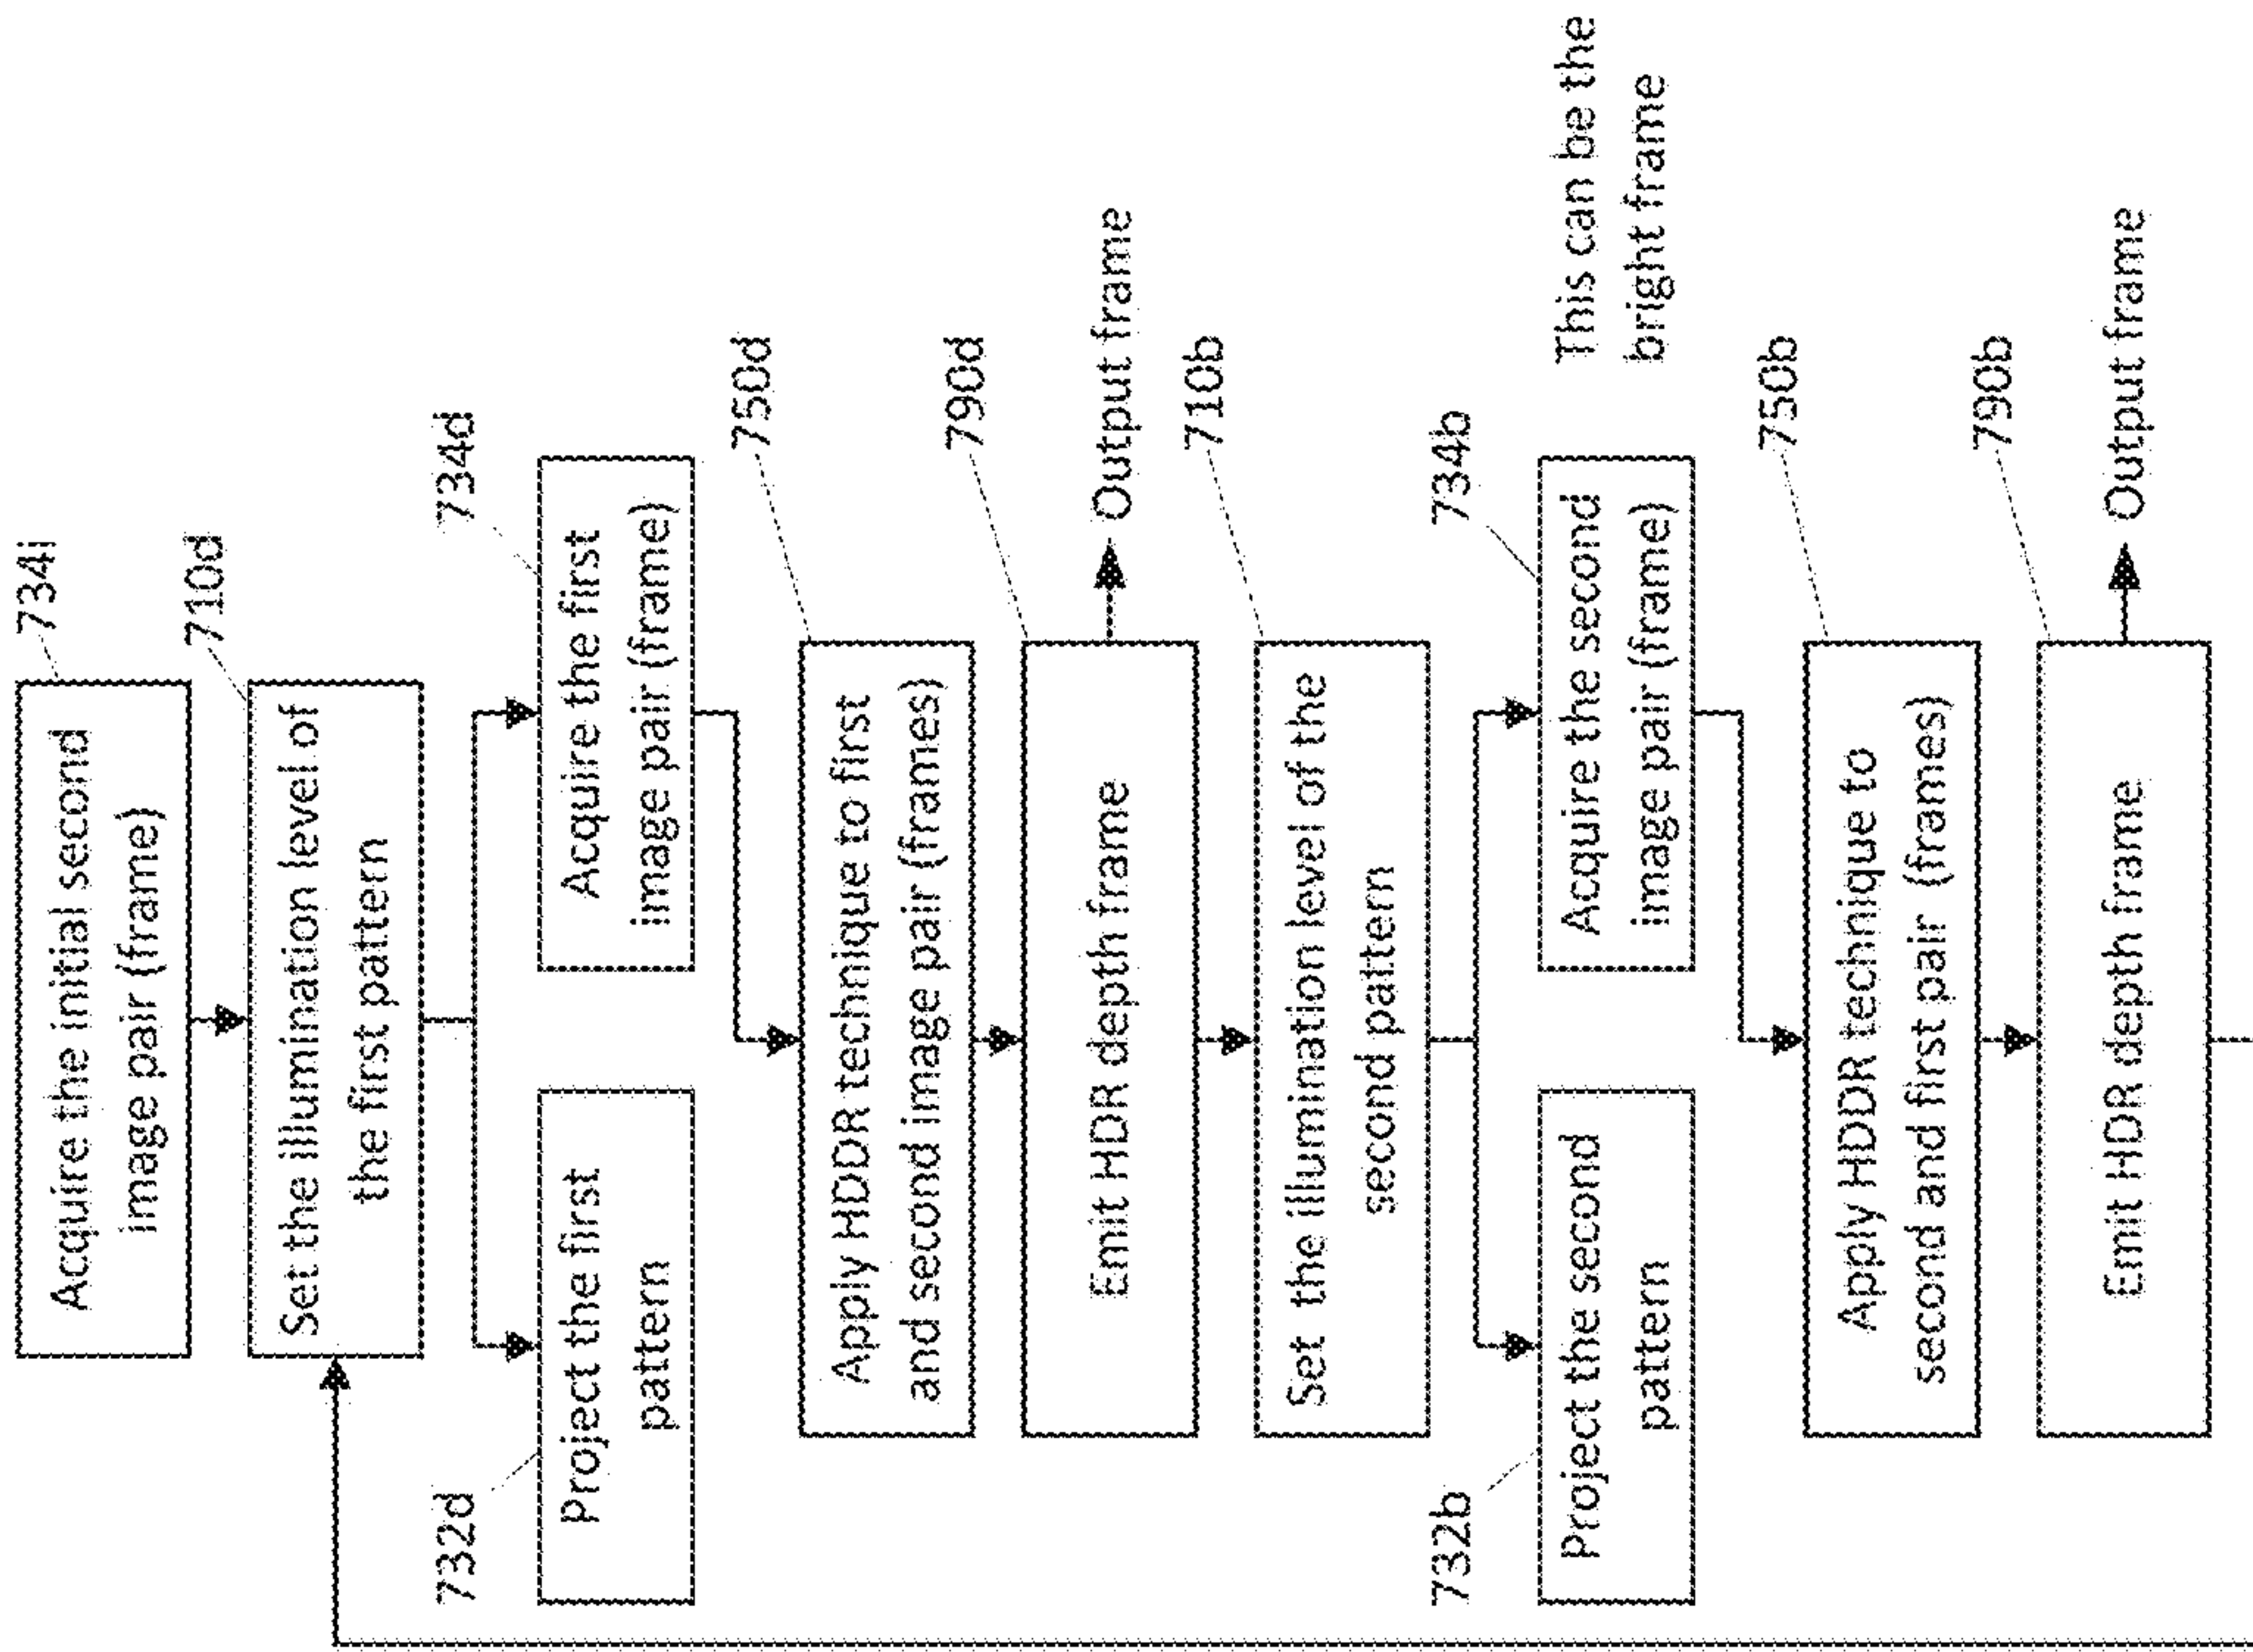 Acquire the initial second
image pair (frame)
734i
Set the illumination level of
the first pattern
710d
Project the first
pattern
732d
Acquire the first
image pair (frame)
734d
Apply HDDR technique to first
and second image pair (frames)
750d
Emit HDR depth frame
790d
Output frame
Set the illumination level of the
second pattern
710b
Project the second
pattern
732b
Acquire the second
image pair (frame)
734b
This can be the
bright frame
Apply HDDR technique to
second and first pair (frames)
750b
Emit HDR depth frame
790b
Output frame